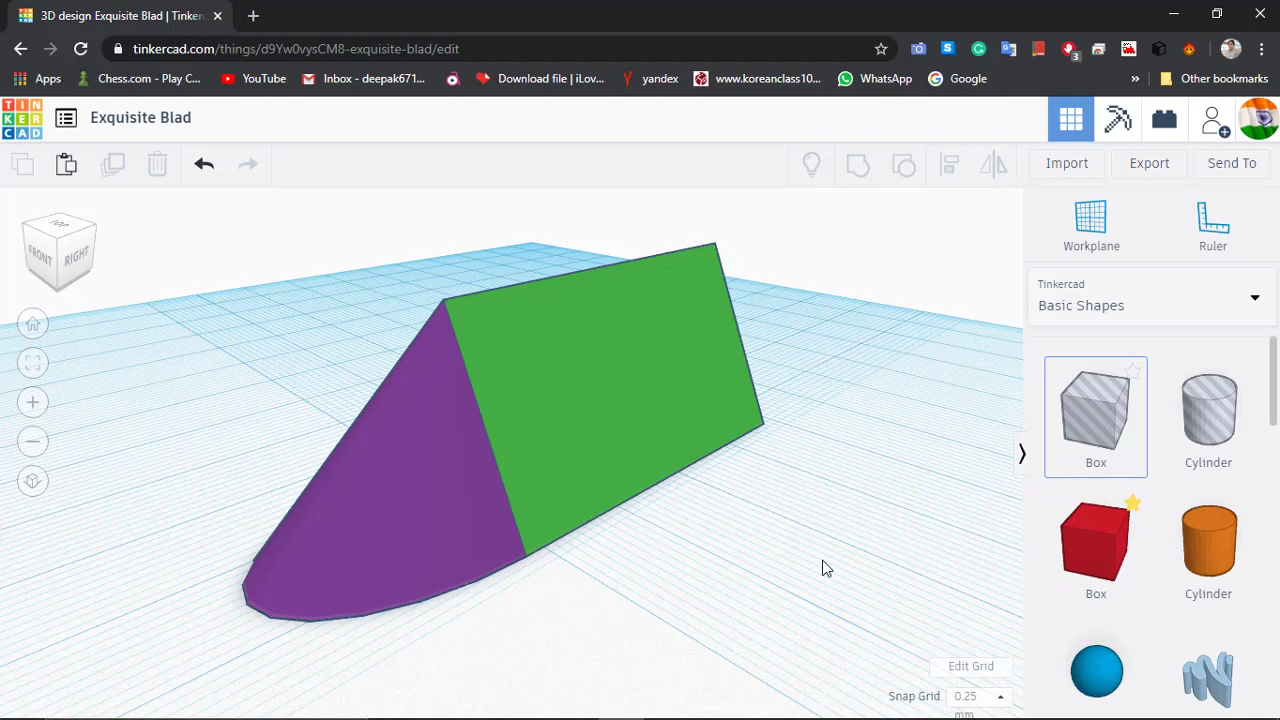 3D design Exquisite Blad | Tinker
tinkercad.com/things/d9Yw0vysCM8-exquisite-blad/edit
3
Apps
Chess.com - Play C...
YouTube
Inbox - deepak671...
Download file | iLov...
yandex
www.koreanclass10...
WhatsApp
Google
»
Other bookmarks
TIN
KER
CAD
Exquisite Blad
Import
Export
Send To
TOP
FRONT
RIGHT
Workplane
Ruler
Tinkercad
Basic Shapes
Box
Cylinder
Box
Cylinder
Edit Grid
Snap Grid
0.25
mm